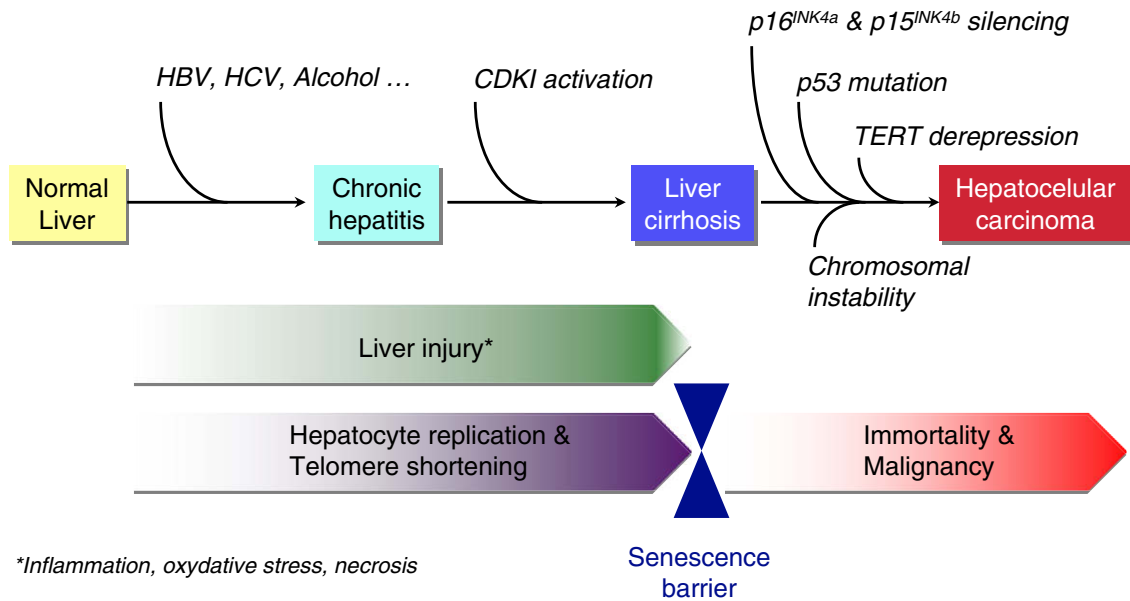 p16INK4a & p15INK4b silencing
HBV, HCV, Alcohol ...
CDKI activation
p53 mutation
TERT derepression
Normal
Liver
Chronic
hepatitis
Liver
cirrhosis
Hepatocelular
carcinoma
Chromosomal
instability
Liver injury*
Hepatocyte replication &
Telomere shortening
Immortality &
Malignancy
Senescence
barrier
*Inflammation, oxydative stress, necrosis